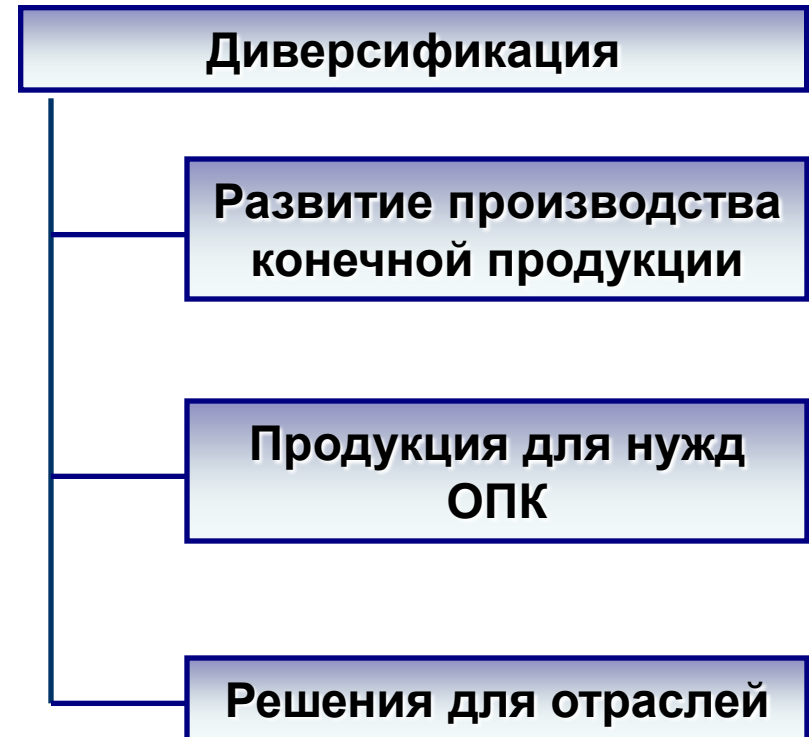 Диверсификация
Развитие производства
конечной продукции
Продукция для нужд
ОПК
Решения для отраслей